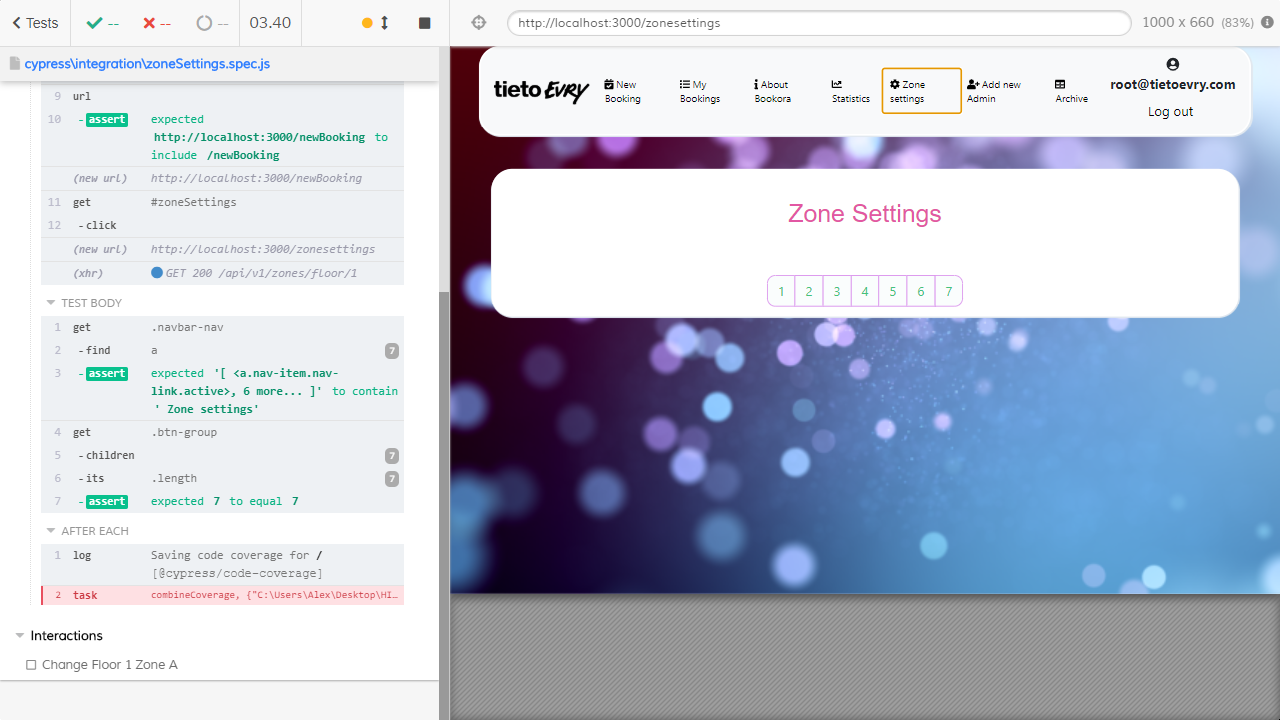 Tests
--
--
--
03.40
http://localhost:3000/zonesettings
1000 x 660 (83%)
cypress\integration\zoneSettings.spec.js
9 url
10 - assert expected
http://localhost:3000/newBooking to
include /newBooking
(new url) http://localhost:3000/newBooking
11 get #zoneSettings
12 - click
(new url) http://localhost:3000/zonesettings
(xhr) GET 200 /api/v1/zones/floor/1
TEST BODY
1 get .navbar-nav
2 - find a 7
3 - assert expected '[ <a.nav-item.nav-
link.active>, 6 more... ]' to contain
' Zone settings'
4 get .btn-group
5 - children 7
6 - its .length 7
7 - assert expected 7 to equal 7
AFTER EACH
1 log Saving code coverage for /
[@cypress/code-coverage]
2 task combineCoverage, {"C:\Users\Alex\Desktop\HI…
Interactions
Change Floor 1 Zone A
tieto EVRY
New
Booking
My
Bookings
About
Bookora
Statistics
Zone
settings
Add new
Admin
Archive
root@tietoevry.com
Log out
Zone Settings
1 2 3 4 5 6 7